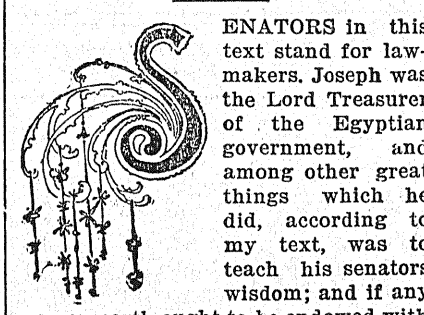 SENATORS in this
text stand for law-
makers. Joseph was
the Lord Treasurer
of the Egyptian
government, and
among other great
things which he
did, according to
my text, was to
teach his senators
wisdom; and if any
thought to be endowed with